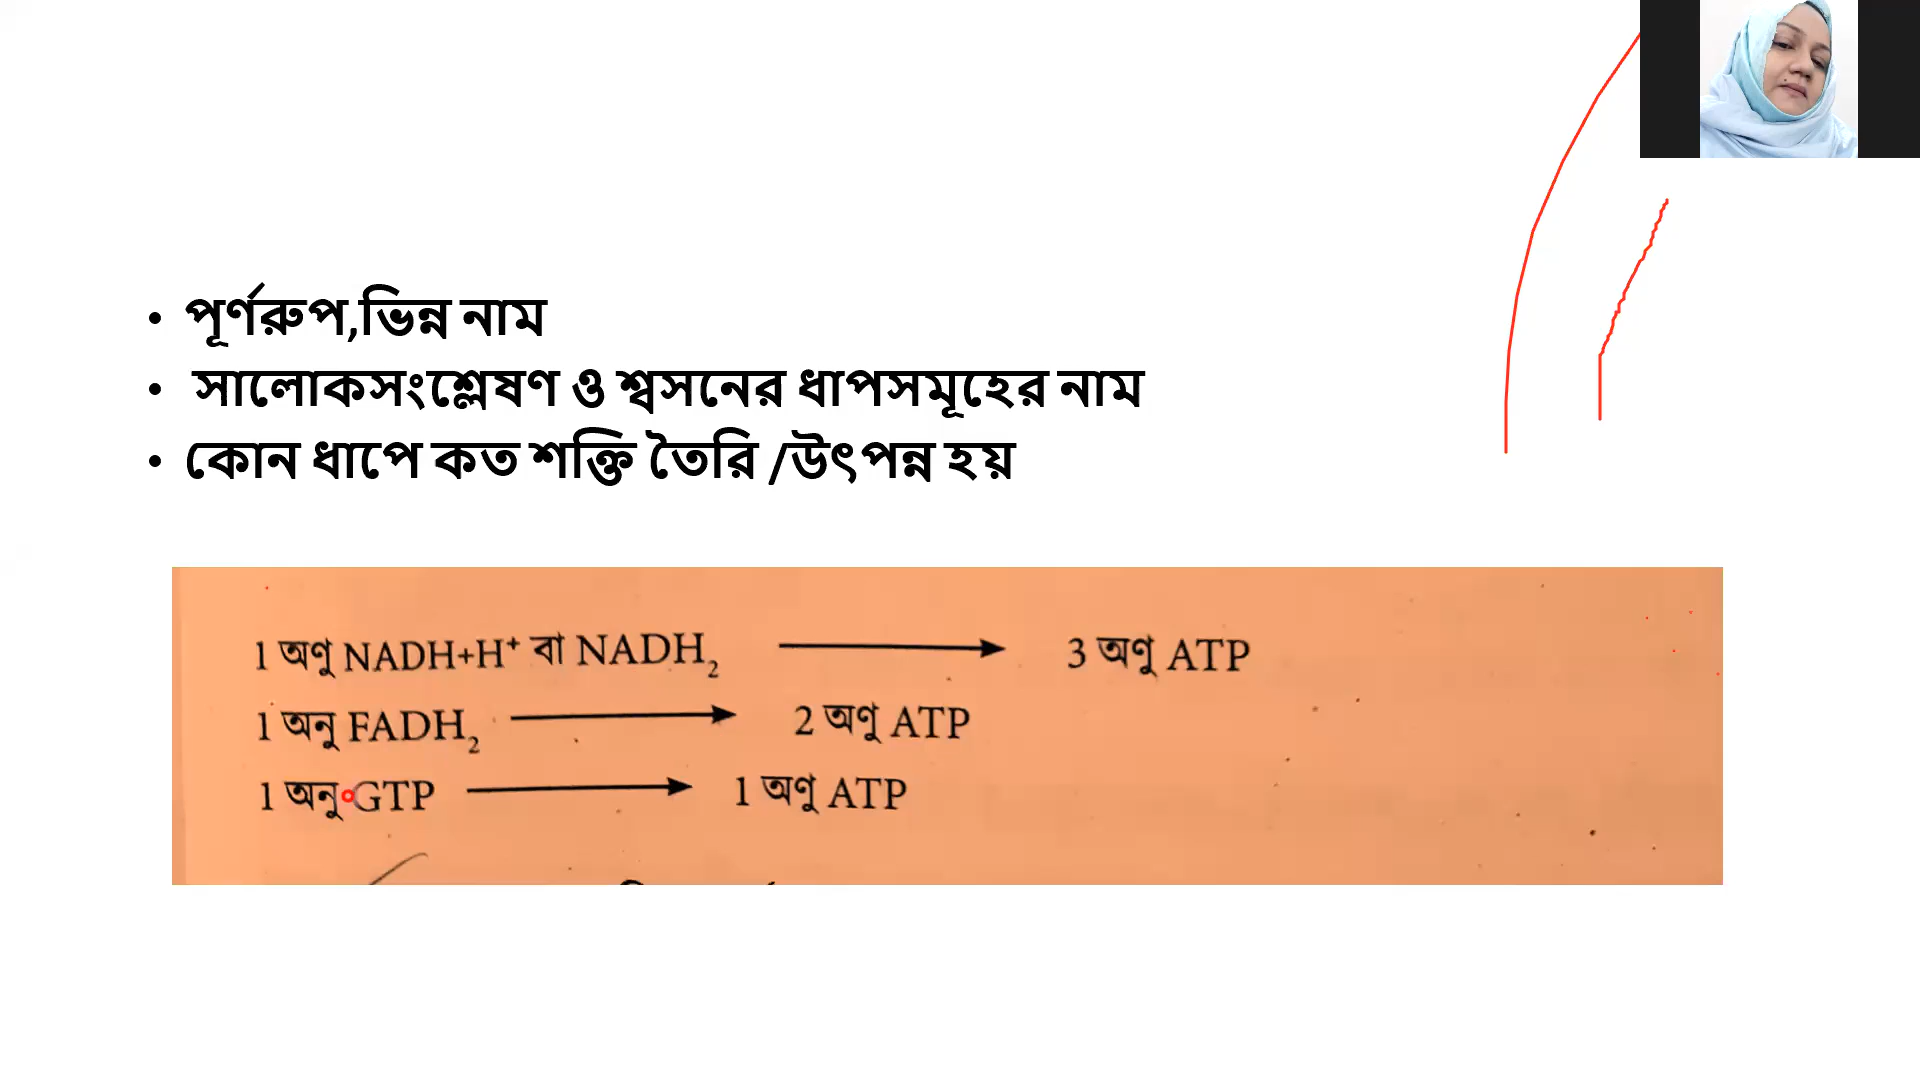 • পূর্ণরুপ,ভিন্ন নাম
• সালোকসংশ্লেষণ ও শ্বসনের ধাপসমূহের নাম
• কোন ধাপে কত শক্তি তৈরি /উৎপন্ন হয়
1 অণু NADH+H⁺ বা NADH₂ ⟶ 3 অণু ATP
1 অনু FADH₂ ⟶ 2 অণু ATP
1 অনু GTP ⟶ 1 অণু ATP